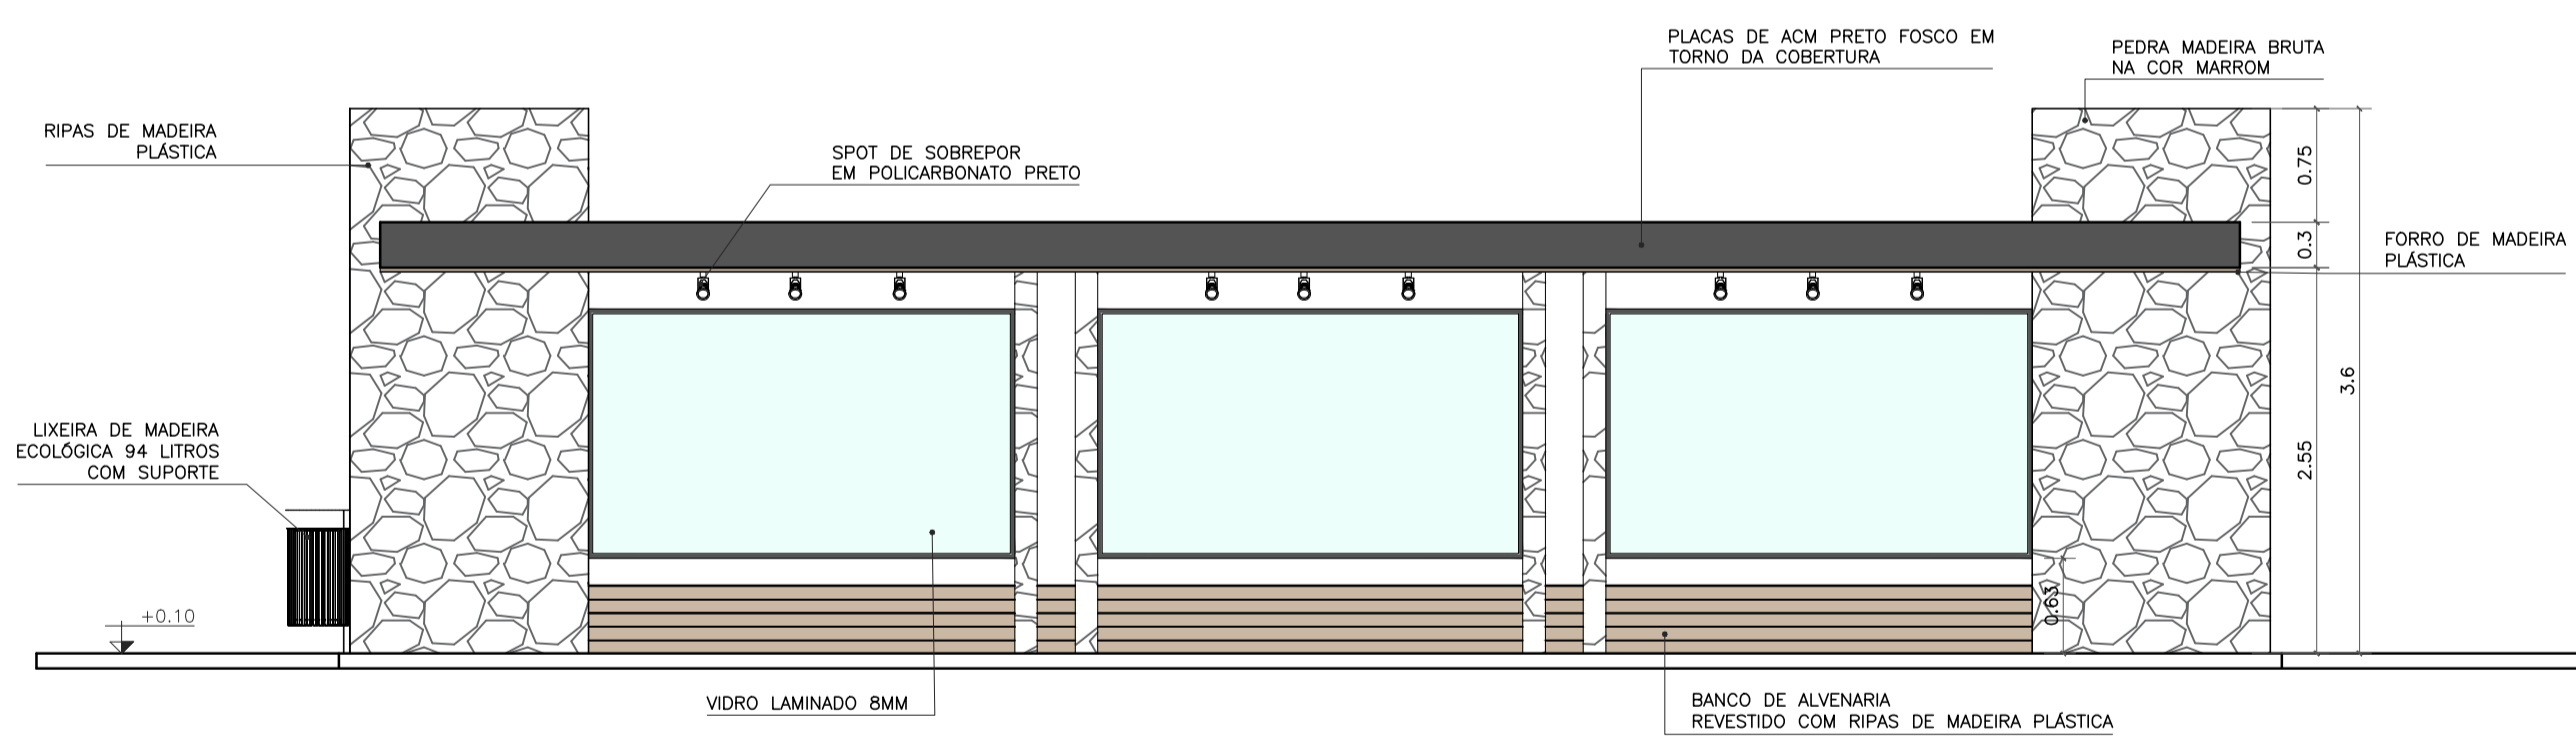 PLACAS DE ACM PRETO FOSCO EM
TORNO DA COBERTURA
PEDRA MADEIRA BRUTA
NA COR MARROM
RIPAS DE MADEIRA
PLÁSTICA
SPOT DE SOBREPOR
EM POLICARBONATO PRETO
0.75
0.3
FORRO DE MADEIRA
PLÁSTICA
3.6
2.55
LIXEIRA DE MADEIRA
ECOLÓGICA 94 LITROS
COM SUPORTE
0.63
+0.10
VIDRO LAMINADO 8MM
BANCO DE ALVENARIA
REVESTIDO COM RIPAS DE MADEIRA PLÁSTICA